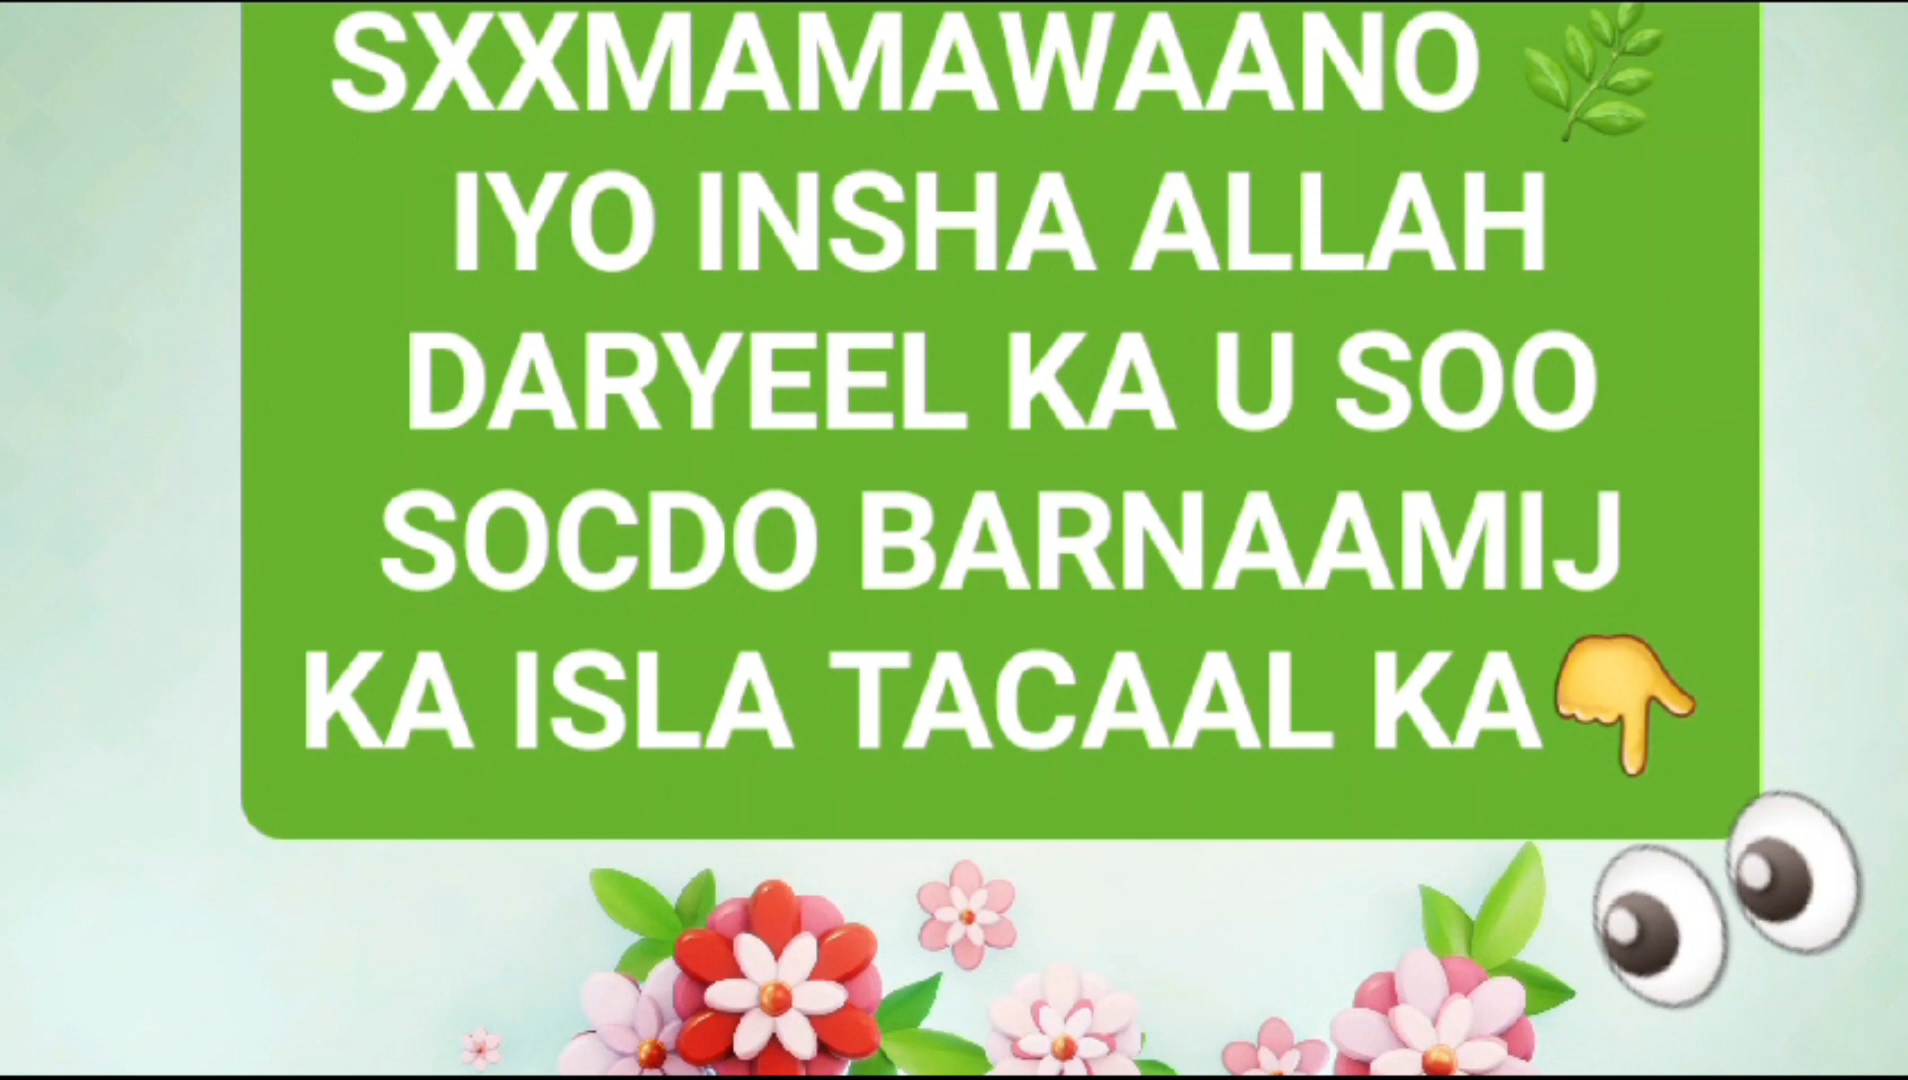 SXXMAMAWAANO 🌿
IYO INSHA ALLAH
DARYEEL KA U SOO
SOCDO BARNAAMIJ
KA ISLA TACAAL KA👇